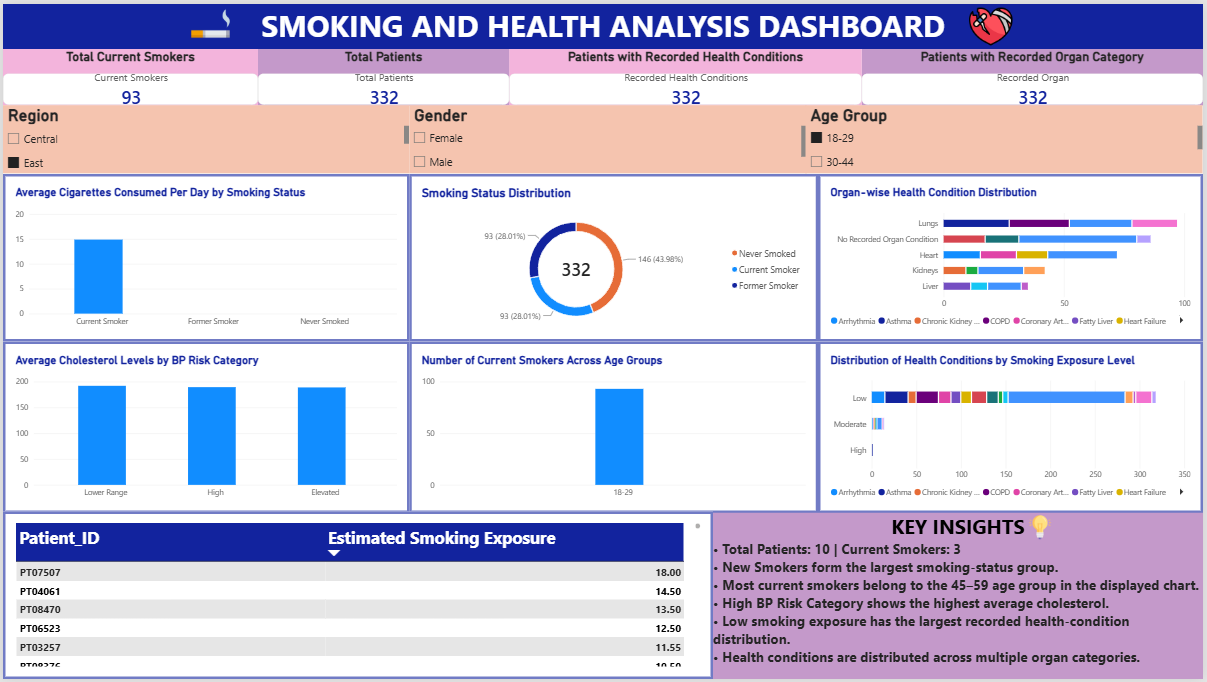 SMOKING AND HEALTH ANALYSIS DASHBOARD
Total Current Smokers
Current Smokers
93
Total Patients
Total Patients
332
Patients with Recorded Health Conditions
Recorded Health Conditions
332
Patients with Recorded Organ Category
Recorded Organ
332
Region
Central
East
Gender
Female
Male
Age Group
18-29
30-44
Average Cigarettes Consumed Per Day by Smoking Status
20
15
10
5
0
Current Smoker
Former Smoker
Never Smoked
Smoking Status Distribution
93 (28.01%)
146 (43.98%)
93 (28.01%)
332
Never Smoked
Current Smoker
Former Smoker
Organ-wise Health Condition Distribution
Lungs
No Recorded Organ Condition
Heart
Kidneys
Liver
0
50
100
Arrhythmia
Asthma
Chronic Kidney ...
COPD
Coronary Art...
Fatty Liver
Heart Failure
Average Cholesterol Levels by BP Risk Category
200
150
100
50
0
Lower Range
High
Elevated
Number of Current Smokers Across Age Groups
100
50
0
18-29
Distribution of Health Conditions by Smoking Exposure Level
Low
Moderate
High
0
50
100
150
200
250
300
350
Arrhythmia
Asthma
Chronic Kidney ...
COPD
Coronary Art...
Fatty Liver
Heart Failure
Patient_ID Estimated Smoking Exposure
PT07507 18.00
PT04061 14.50
PT08470 13.50
PT06523 12.50
PT03257 11.55
KEY INSIGHTS
• Total Patients: 10 | Current Smokers: 3
• New Smokers form the largest smoking-status group.
• Most current smokers belong to the 45–59 age group in the displayed chart.
• High BP Risk Category shows the highest average cholesterol.
• Low smoking exposure has the largest recorded health-condition
distribution.
• Health conditions are distributed across multiple organ categories.